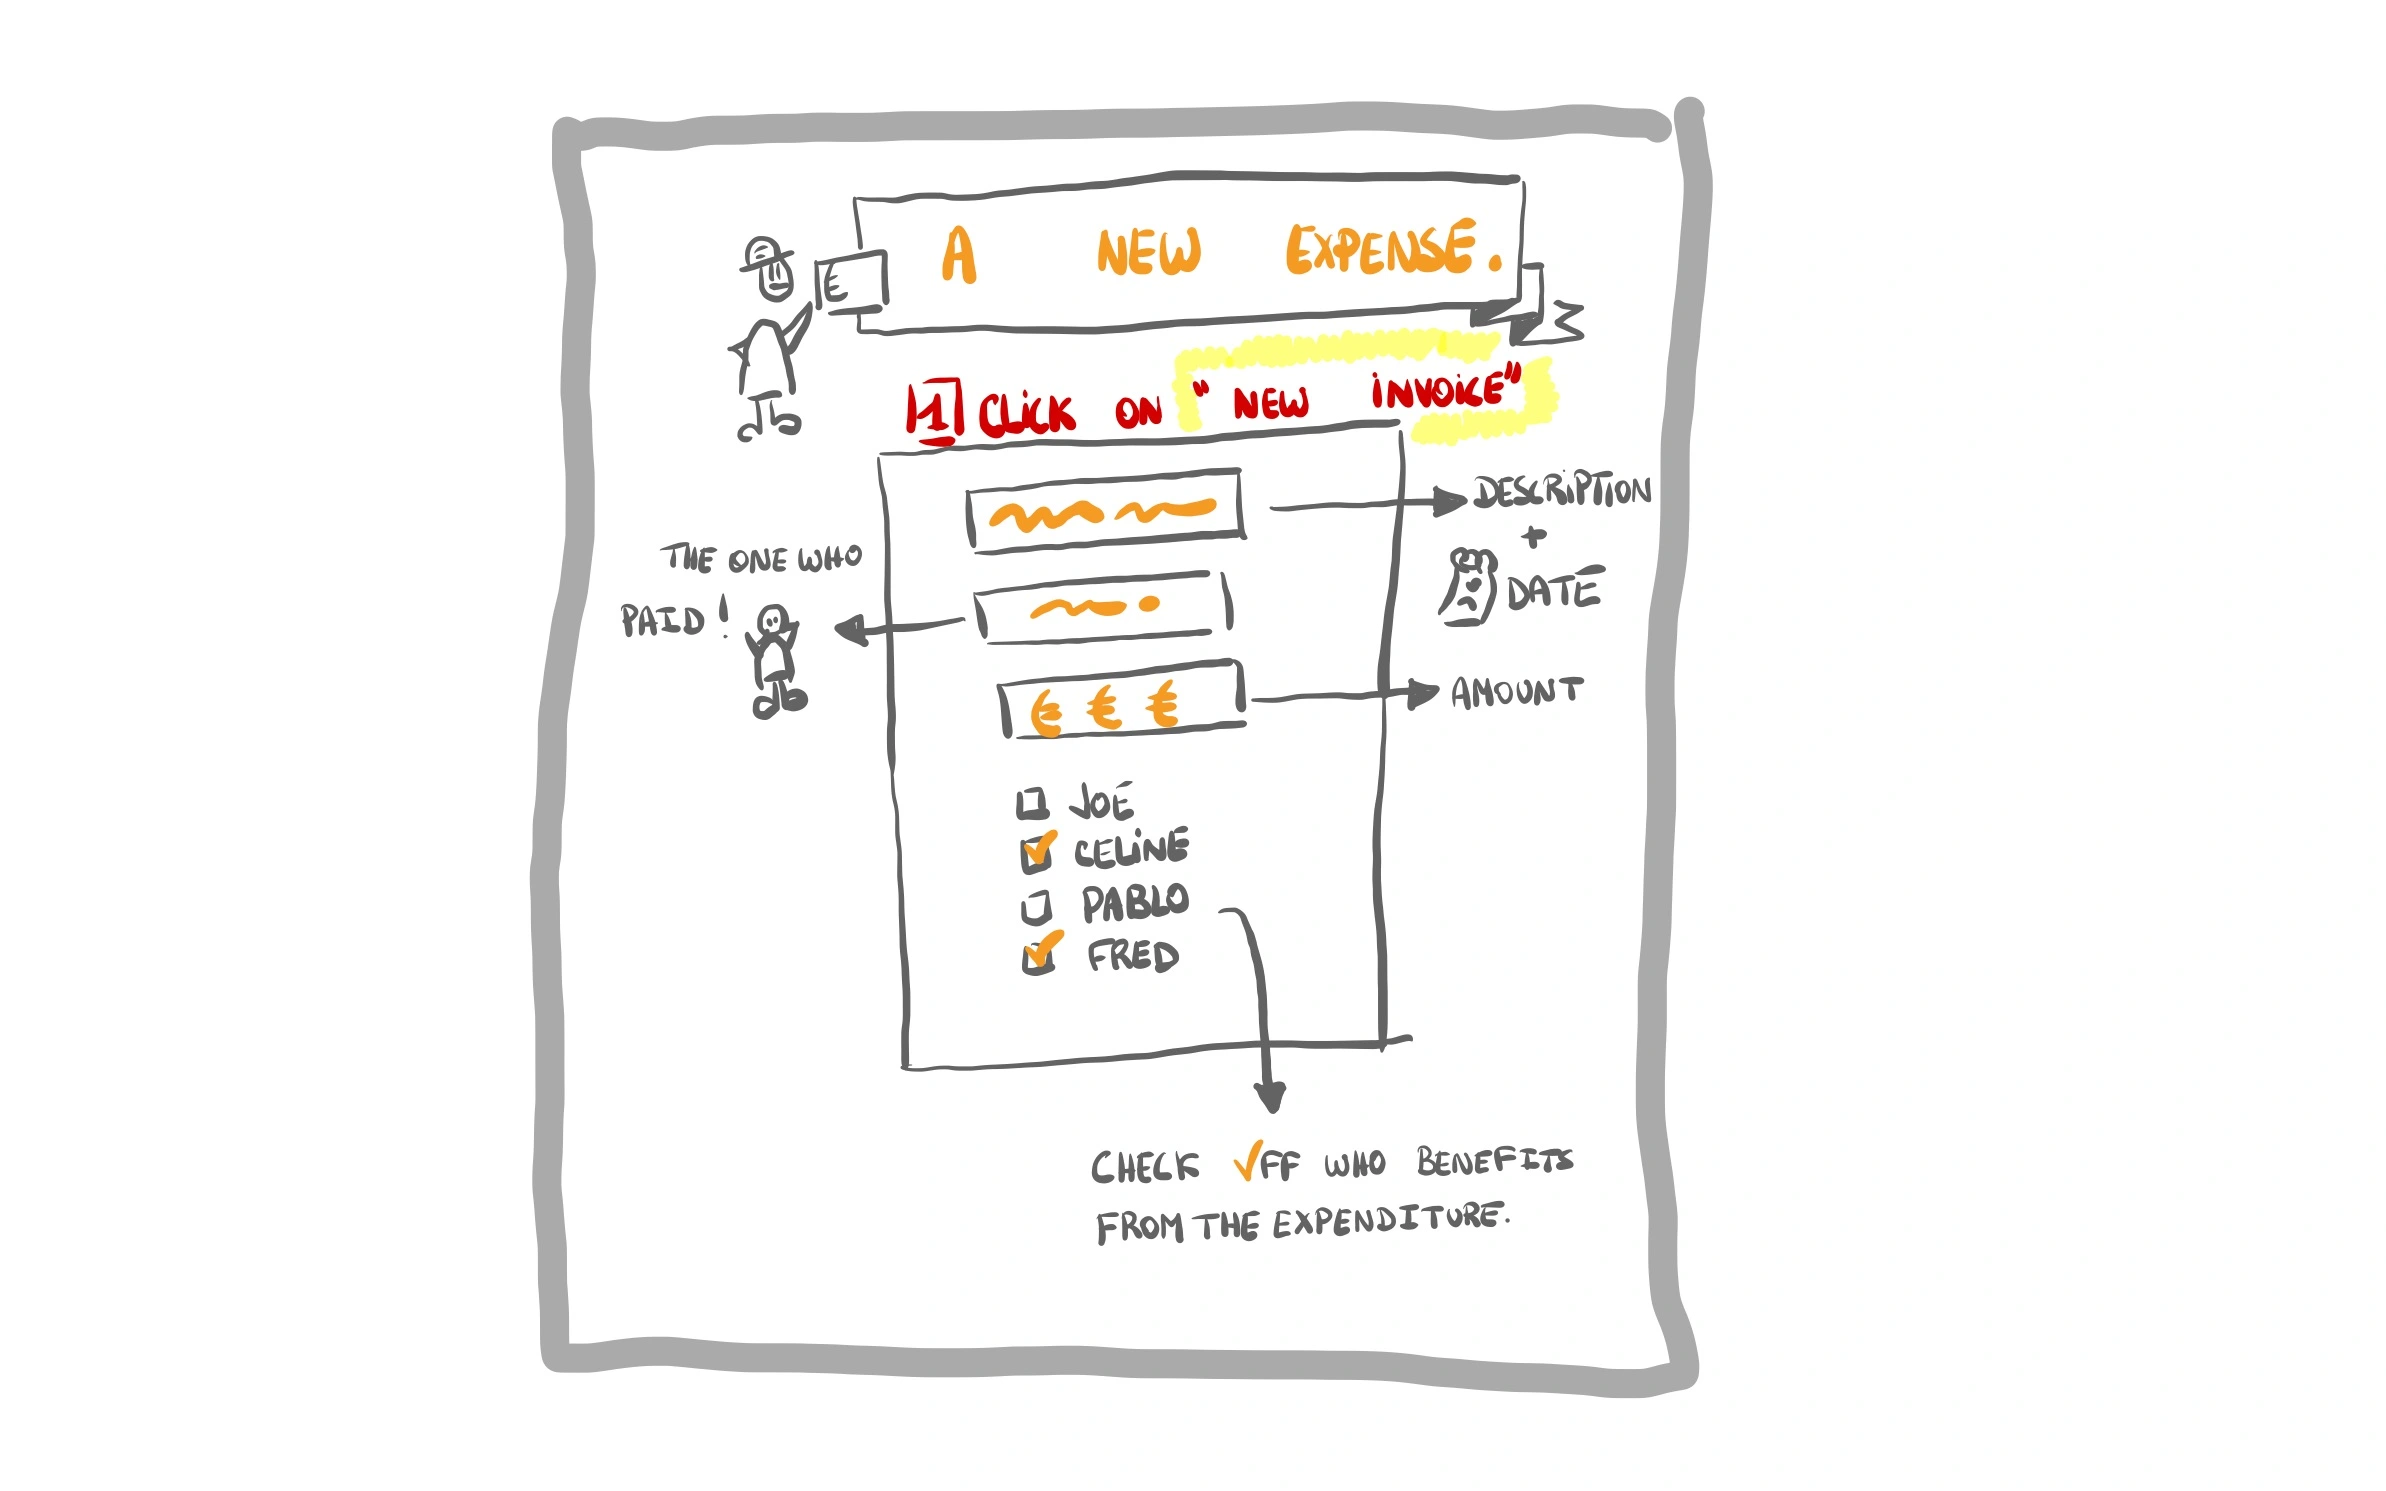 A NEW EXPENSE.
E
1 CLICK ON "NEW INVOICE"
DESCRIPTION
+
DATE
THE ONE WHO
PAID!
€ € €
AMOUNT
JOE
CELINE
PABLO
FRED
CHECK ✓FF WHO BENEFITS
FROM THE EXPENDITURE.